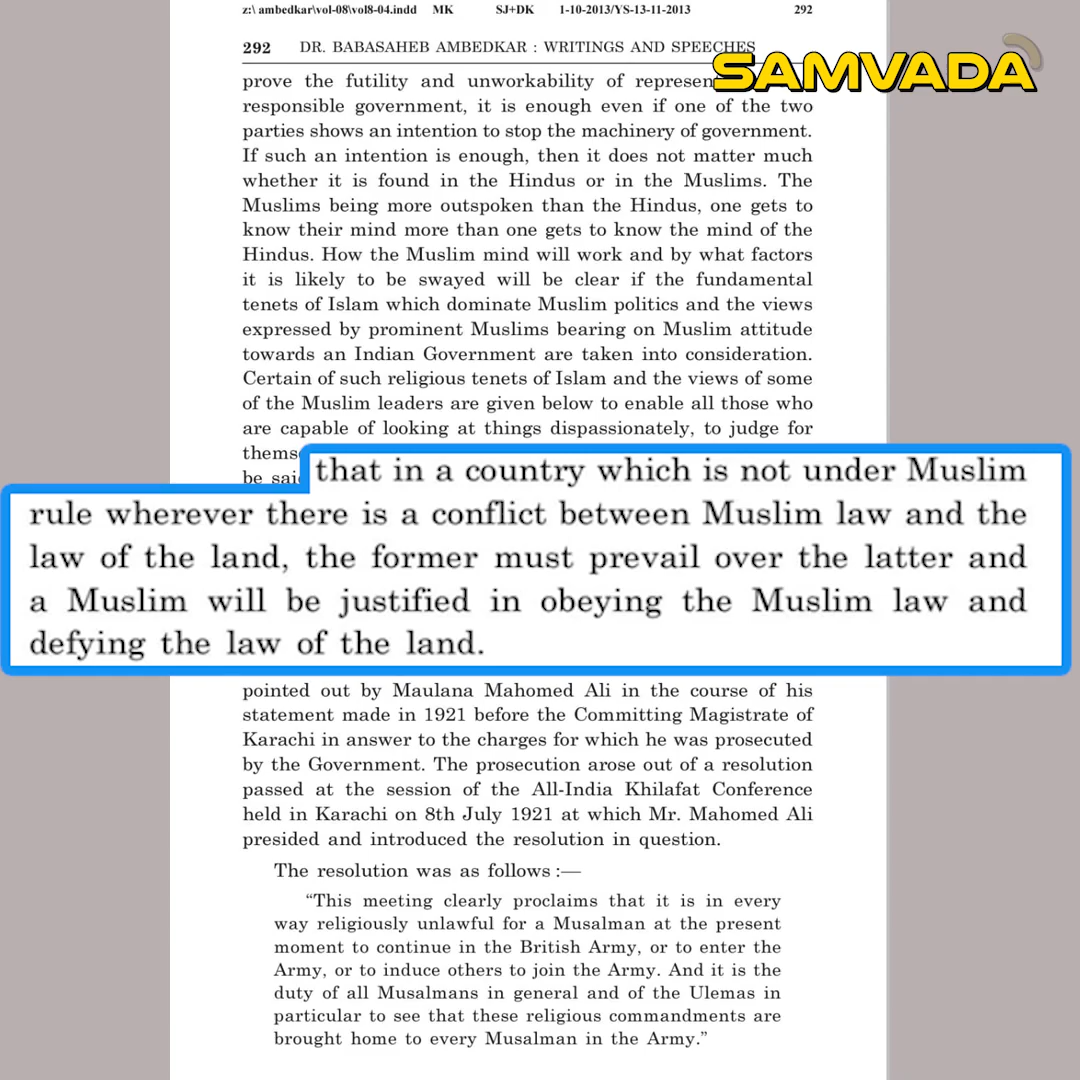 z:\ ambedkar\vol-08\vol8-04.indd MK SJ+DK 1-10-2013/YS-13-11-2013 292
292 DR. BABASAHEB AMBEDKAR : WRITINGS AND SPEECHES
SAMVADA
prove the futility and unworkability of represen
responsible government, it is enough even if one of the two
parties shows an intention to stop the machinery of government.
If such an intention is enough, then it does not matter much
whether it is found in the Hindus or in the Muslims. The
Muslims being more outspoken than the Hindus, one gets to
know their mind more than one gets to know the mind of the
Hindus. How the Muslim mind will work and by what factors
it is likely to be swayed will be clear if the fundamental
tenets of Islam which dominate Muslim politics and the views
expressed by prominent Muslims bearing on Muslim attitude
towards an Indian Government are taken into consideration.
Certain of such religious tenets of Islam and the views of some
of the Muslim leaders are given below to enable all those who
are capable of looking at things dispassionately, to judge for
thems
be sai
that in a country which is not under Muslim
rule wherever there is a conflict between Muslim law and the
law of the land, the former must prevail over the latter and
a Muslim will be justified in obeying the Muslim law and
defying the law of the land.
pointed out by Maulana Mahomed Ali in the course of his
statement made in 1921 before the Committing Magistrate of
Karachi in answer to the charges for which he was prosecuted
by the Government. The prosecution arose out of a resolution
passed at the session of the All-India Khilafat Conference
held in Karachi on 8th July 1921 at which Mr. Mahomed Ali
presided and introduced the resolution in question.
The resolution was as follows :—
“This meeting clearly proclaims that it is in every
way religiously unlawful for a Musalman at the present
moment to continue in the British Army, or to enter the
Army, or to induce others to join the Army. And it is the
duty of all Musalmans in general and of the Ulemas in
particular to see that these religious commandments are
brought home to every Musalman in the Army.”